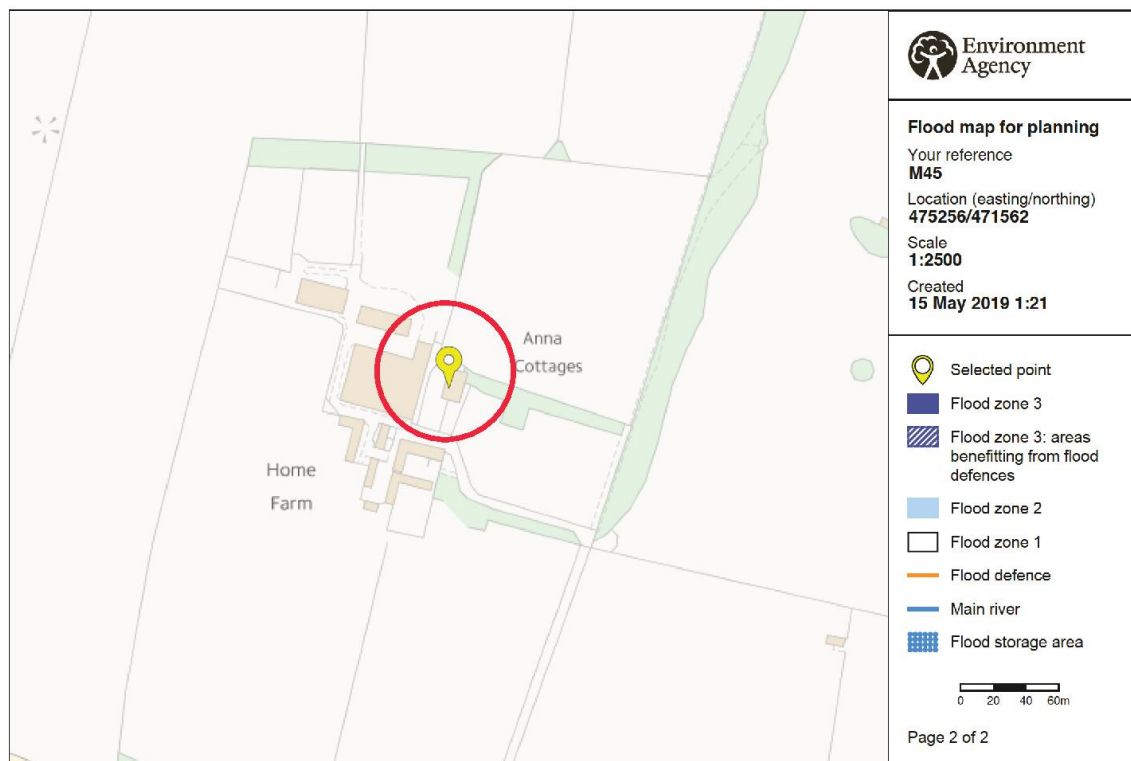 Anna
Cottages
Home
Farm
Environment
Agency
Flood map for planning
Your reference
M45
Location (easting/northing)
475256/471562
Scale
1:2500
Created
15 May 2019 1:21
Selected point
Flood zone 3
Flood zone 3: areas
benefitting from flood
defences
Flood zone 2
Flood zone 1
Flood defence
Main river
Flood storage area
0 20 40 60m
Page 2 of 2